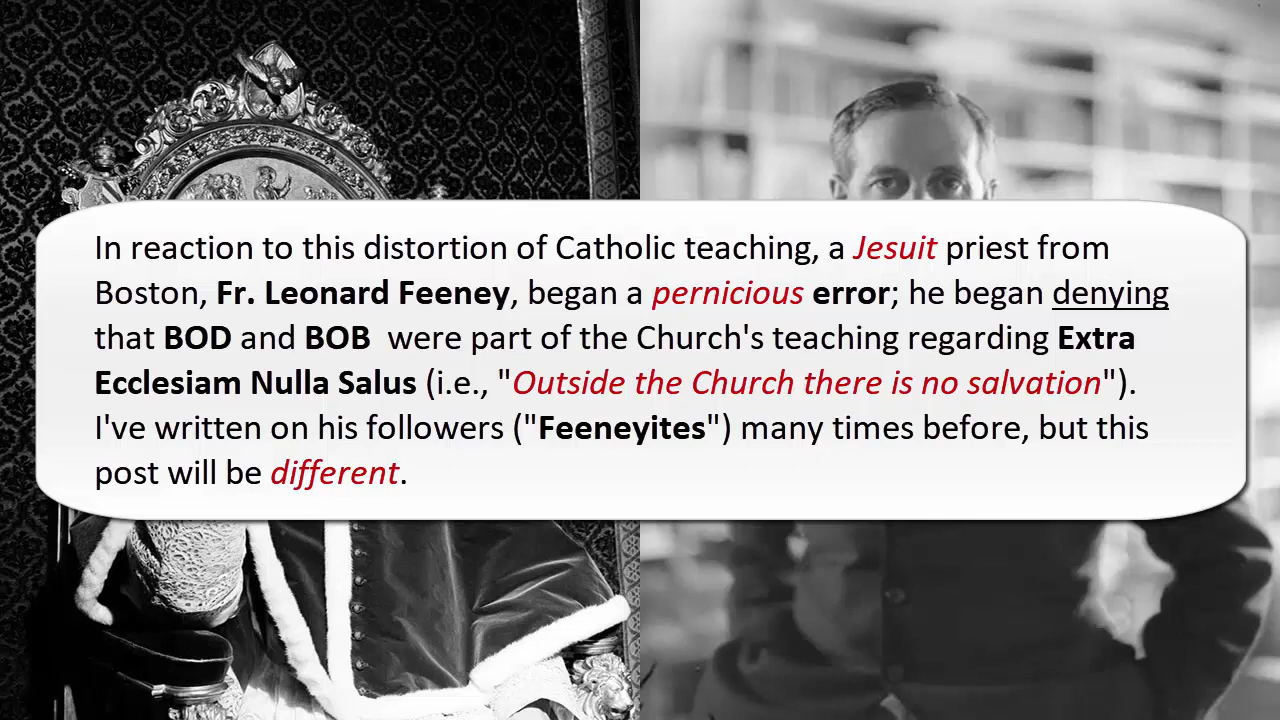 In reaction to this distortion of Catholic teaching, a Jesuit priest from
Boston, Fr. Leonard Feeney, began a pernicious error; he began denying
that BOD and BOB  were part of the Church's teaching regarding Extra
Ecclesiam Nulla Salus (i.e., "Outside the Church there is no salvation").
I've written on his followers ("Feeneyites") many times before, but this
post will be different.